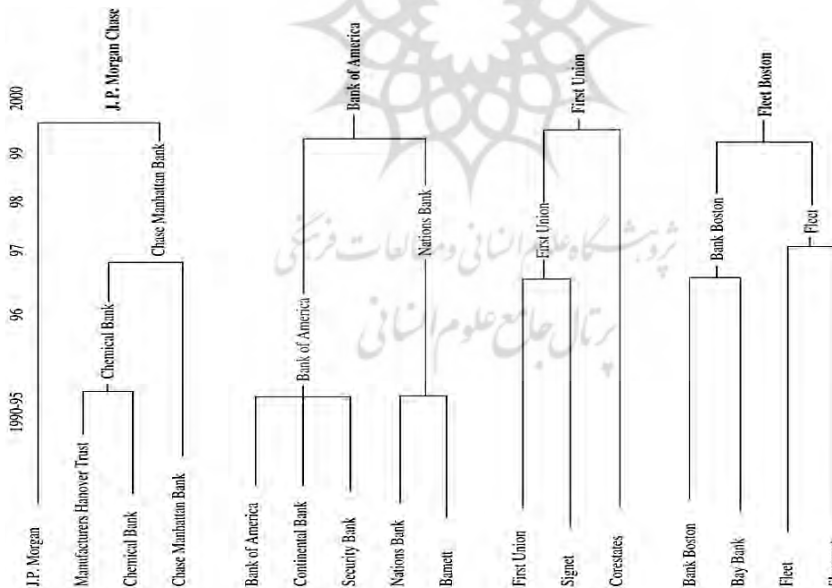 1990-95 96 97 98 99 2000
J.P. Morgan
J. P. Morgan Chase
Manufacturers Hanover Trust
Chemical Bank
Chemical Bank
Chase Manhattan Bank
Chase Manhattan Bank
Bank of America
Continental Bank
Bank of America
Bank of America
Security Bank
Nations Bank
Nations Bank
Barnett
First Union
First Union
First Union
Signet
Corestates
Bank Boston
Bank Boston
Bay Bank
Fleet Boston
Fleet
Fleet
پژوهشگاه علوم انسانی و مطالعات فرهنگی
پرتال جامع علوم انسانی